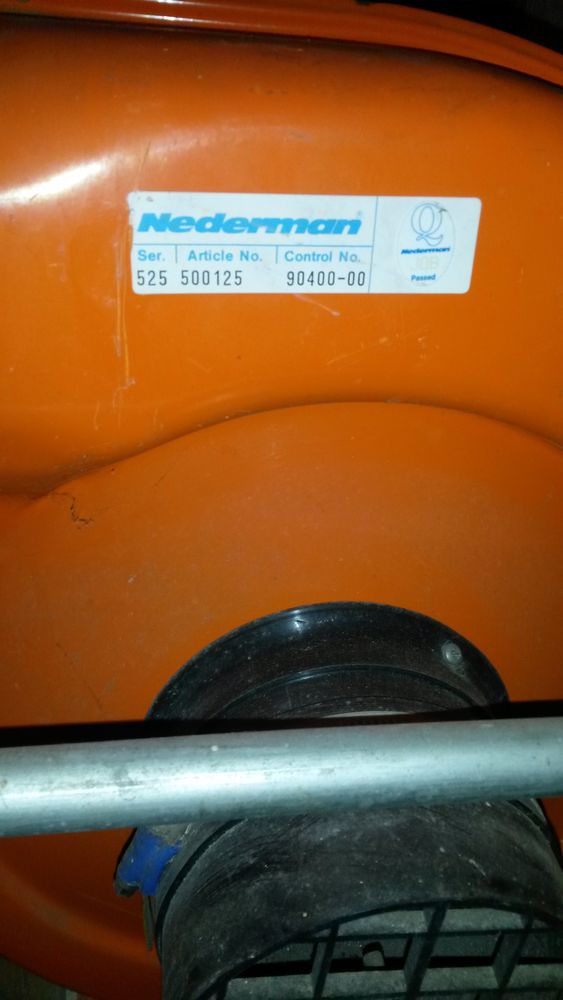 Nederman®
Ser. Article No. Control No.
525 500125 90400-00
Q
Nederman
Passed